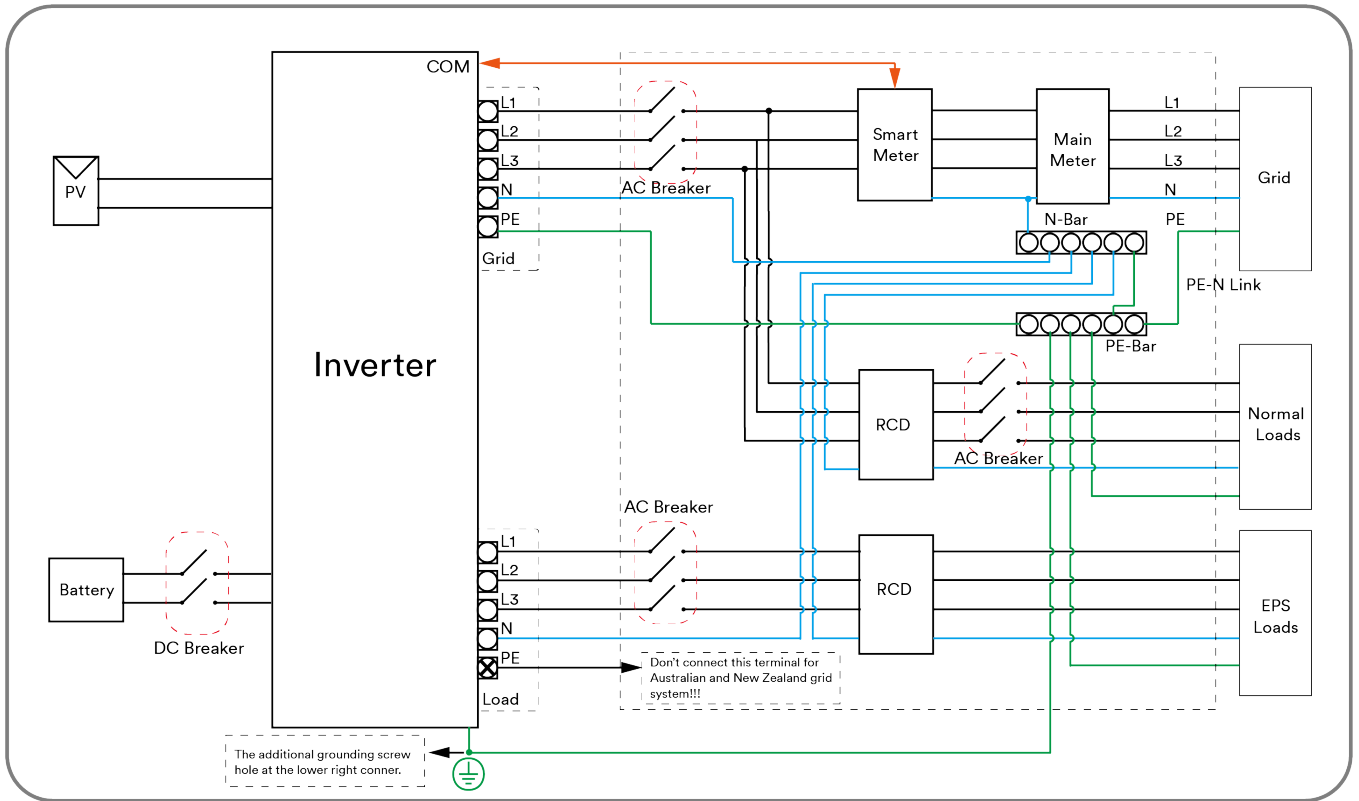 COM
L1
L2
L3
N
PE
Grid
AC Breaker
Smart
Meter
Main
Meter
L1
L2
L3
N
PE
Grid
N-Bar
PE-N Link
PE-Bar
PV
Inverter
RCD
AC Breaker
Normal
Loads
Battery
DC Breaker
L1
L2
L3
N
PE
Load
AC Breaker
RCD
EPS
Loads
Don't connect this terminal for
Australian and New Zealand grid
system!!!
The additional grounding screw
hole at the lower right conner.